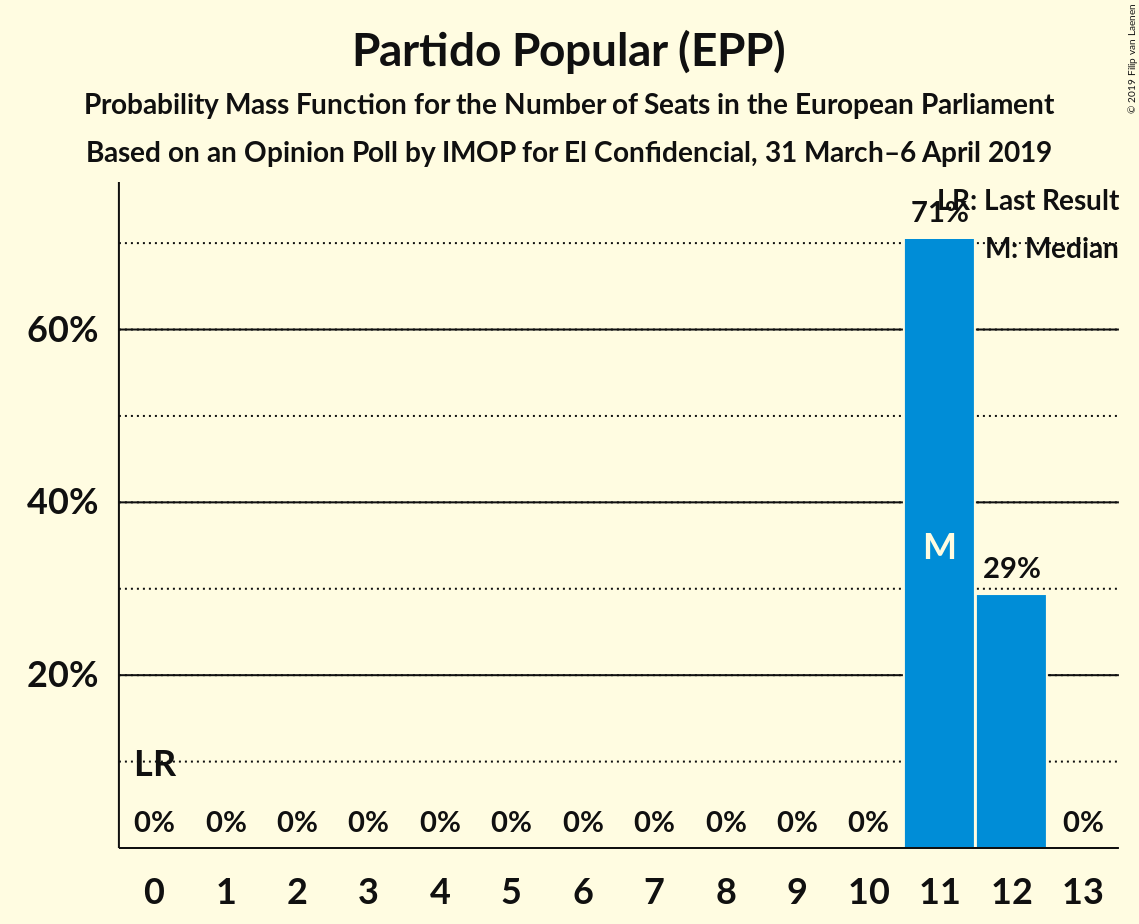 Partido Popular (EPP)
Probability Mass Function for the Number of Seats in the European Parliament
Based on an Opinion Poll by IMOP for El Confidencial, 31 March–6 April 2019
© 2019 Filip van Laenen
LR: Last Result
M: Median
71%
60%
40%
M
29%
20%
LR
0% 0% 0% 0% 0% 0% 0% 0% 0% 0% 0% 0%
0 1 2 3 4 5 6 7 8 9 10 11 12 13